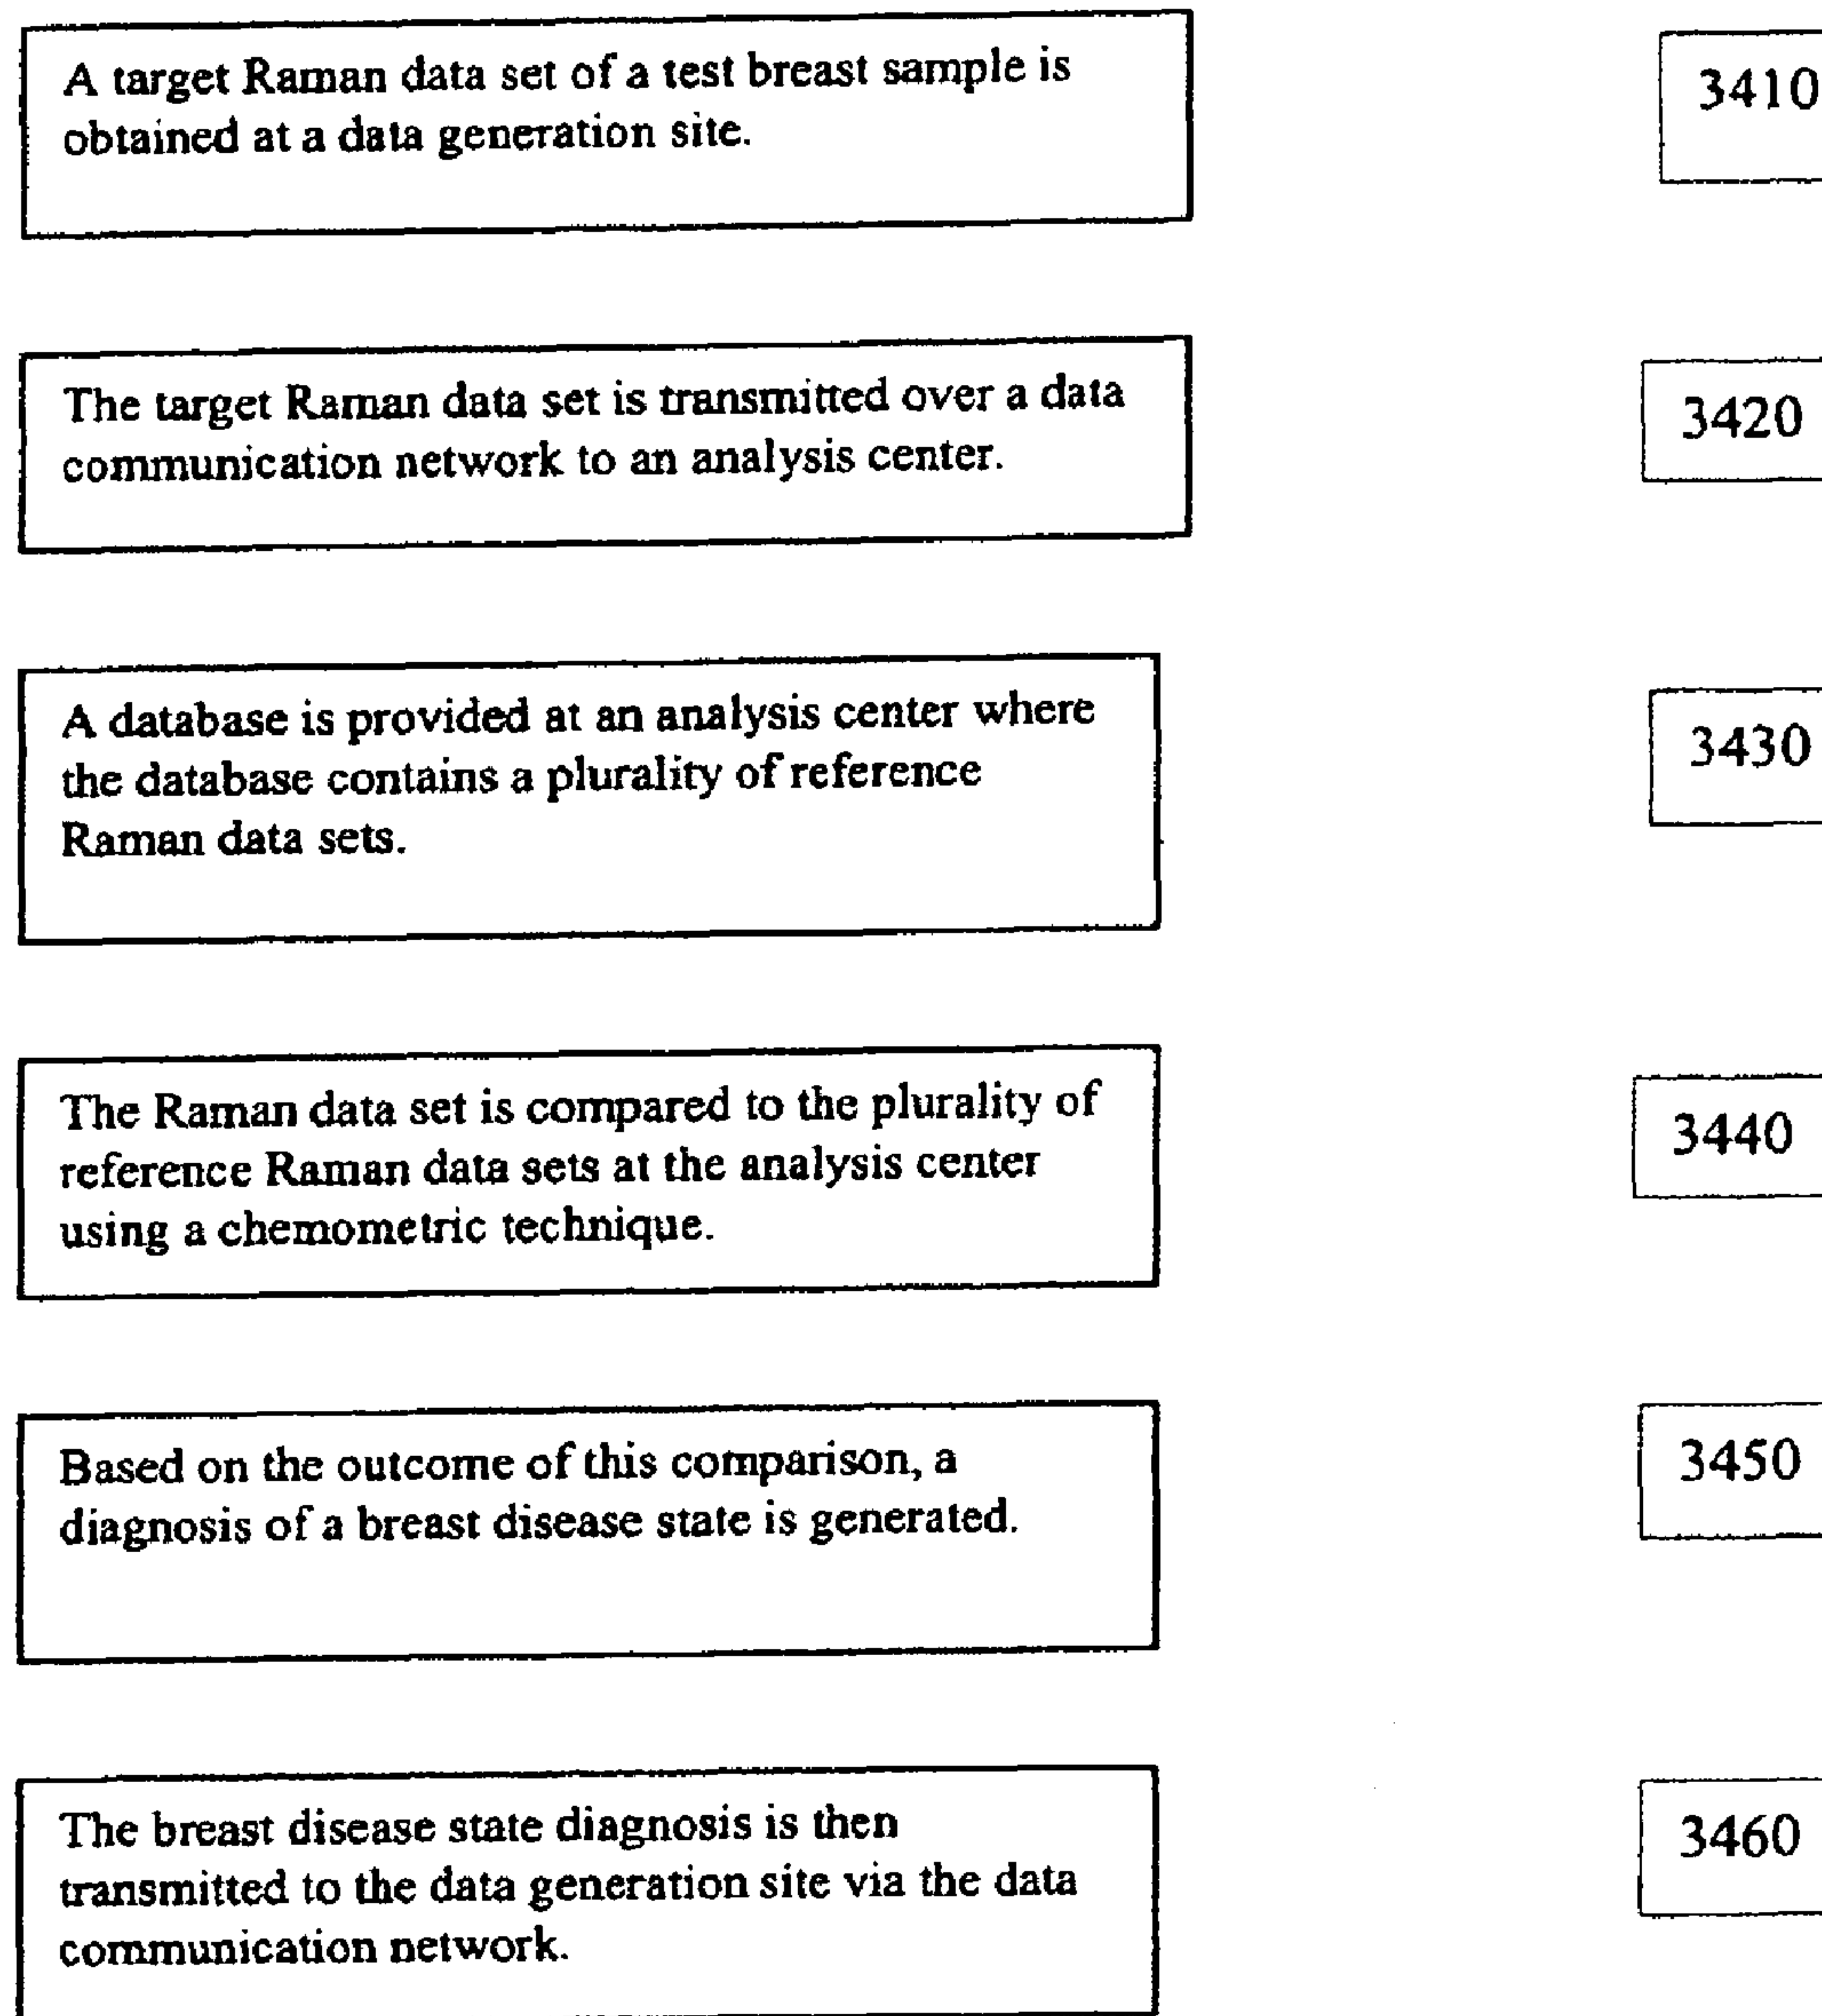 A target Raman data set of a test breast sample is
obtained at a data generation site.
3410
The target Raman data set is transmitted over a data
communication network to an analysis center.
3420
A database is provided at an analysis center where
the database contains a plurality of reference
Raman data sets.
3430
The Raman data set is compared to the plurality of
reference Raman data sets at the analysis center
using a chemometric technique.
3440
Based on the outcome of this comparison, a
diagnosis of a breast disease state is generated.
3450
The breast disease state diagnosis is then
transmitted to the data generation site via the data
communication network.
3460